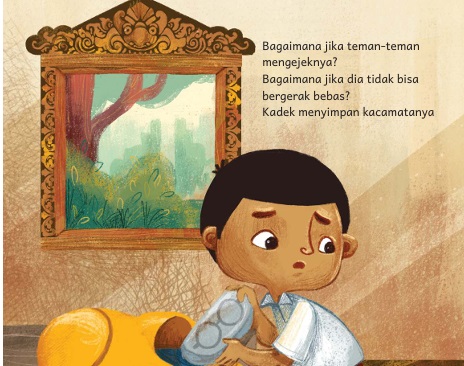 Bagaimana jika teman-teman
mengejeknya?
Bagaimana jika dia tidak bisa
bergerak bebas?
Kadek menyimpan kacamatanya